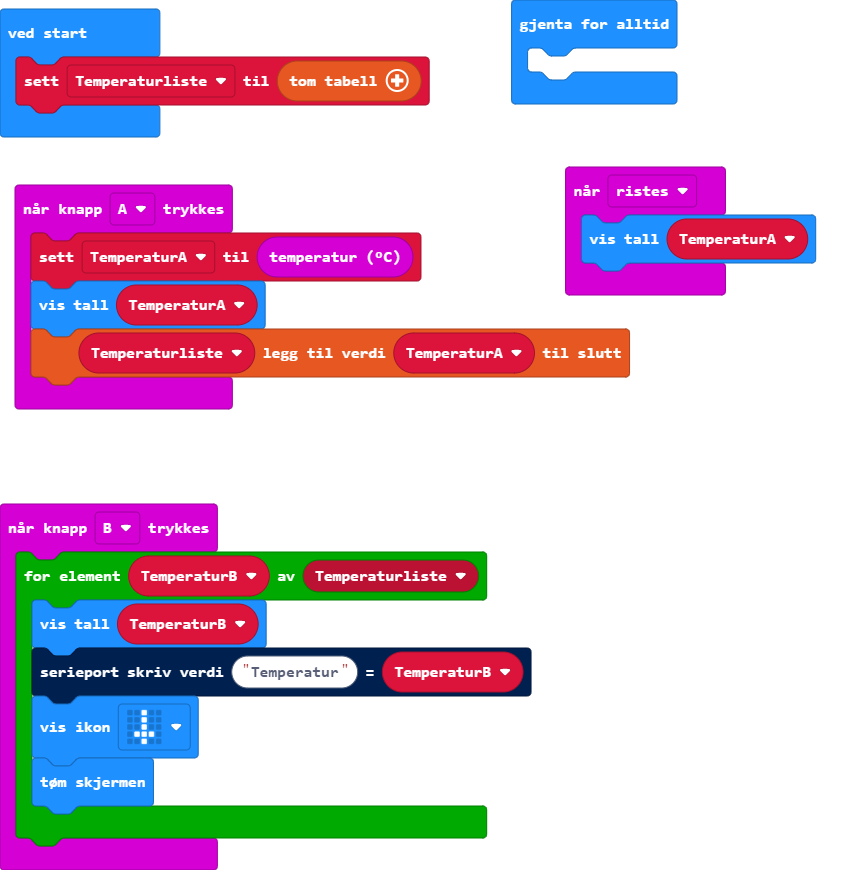 ved start
sett Temperaturliste til tom tabell
gjenta for alltid
når knapp A trykkes
sett TemperaturA til temperatur (ºC)
vis tall TemperaturA
Temperaturliste legg til verdi TemperaturA til slutt
når ristes
vis tall TemperaturA
når knapp B trykkes
for element TemperaturB av Temperaturliste
vis tall TemperaturB
serieport skriv verdi "Temperatur" = TemperaturB
vis ikon
tøm skjermen